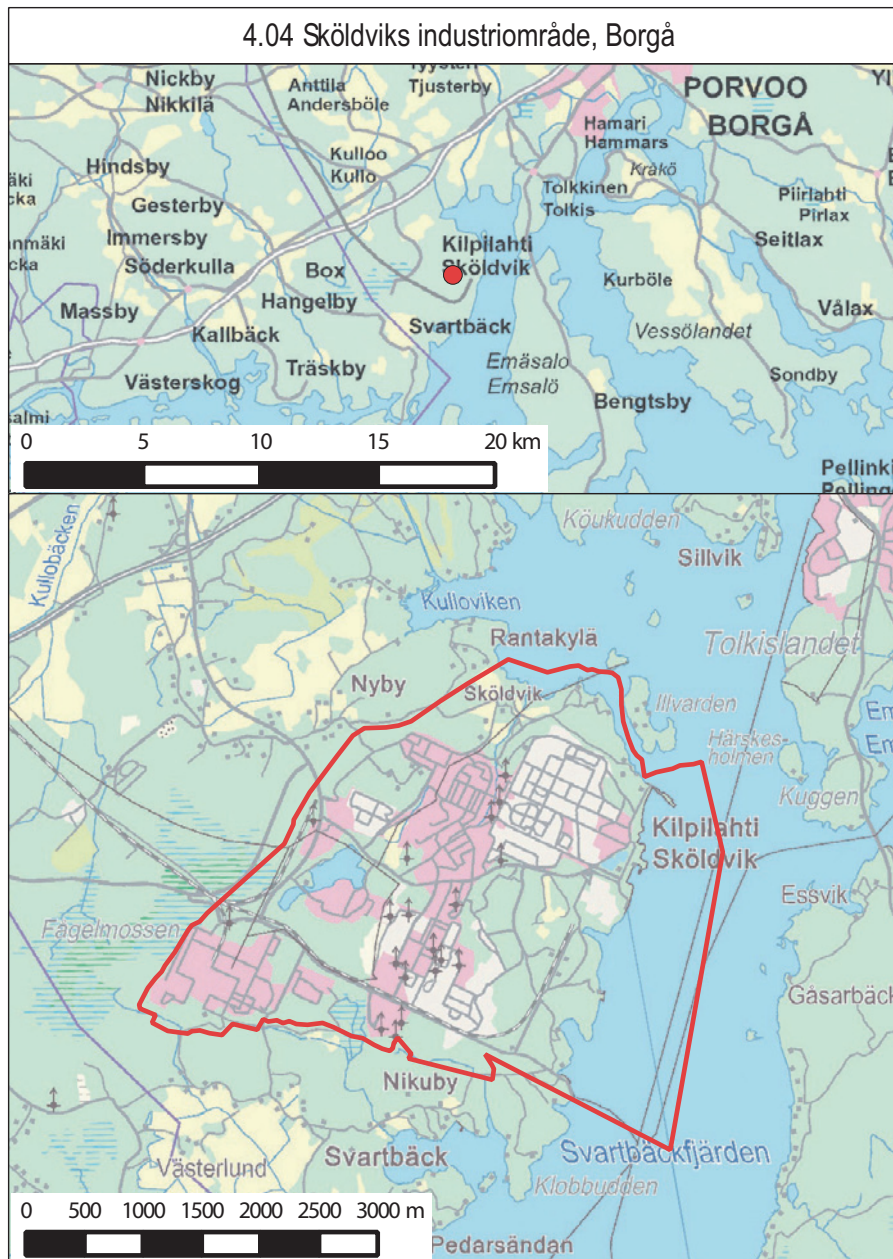 4.04 Sköldviks industriområde, Borgå
Nickby
Nikkilä
Anttila
Andersböle
Tjusterby
PORVOO
BORGÅ
Hamari
Hammars
Kråkö
Hindsby
Kulloo
Kullo
Tolkkinen
Tolkis
Piirlahti
Pirlax
Gesterby
Immersby
Söderkulla
Box
Kilpilahti
Sköldvik
Seitlax
Kurböle
Massby
Hangelby
Kallbäck
Svartbäck
Vessölandet
Vålax
Träskby
Västerskog
Emäsalo
Emsalö
Sondby
Bengtsby
0 5 10 15 20 km
Pellinki
Kullobäcken
Köukudden
Sillvik
Kulloviken
Rantakylä
Tolkislandet
Nyby
Sköldvik
Illvarden
Härskes-
holmen
Kuggen
Kilpilahti
Sköldvik
Essvik
Fågelmossen
Gåsarbäck
Nikuby
Svartbäck
Västerlund
Svartbäckfjärden
Klobbudden
0 500 1000 1500 2000 2500 3000 m
Pedarsändan